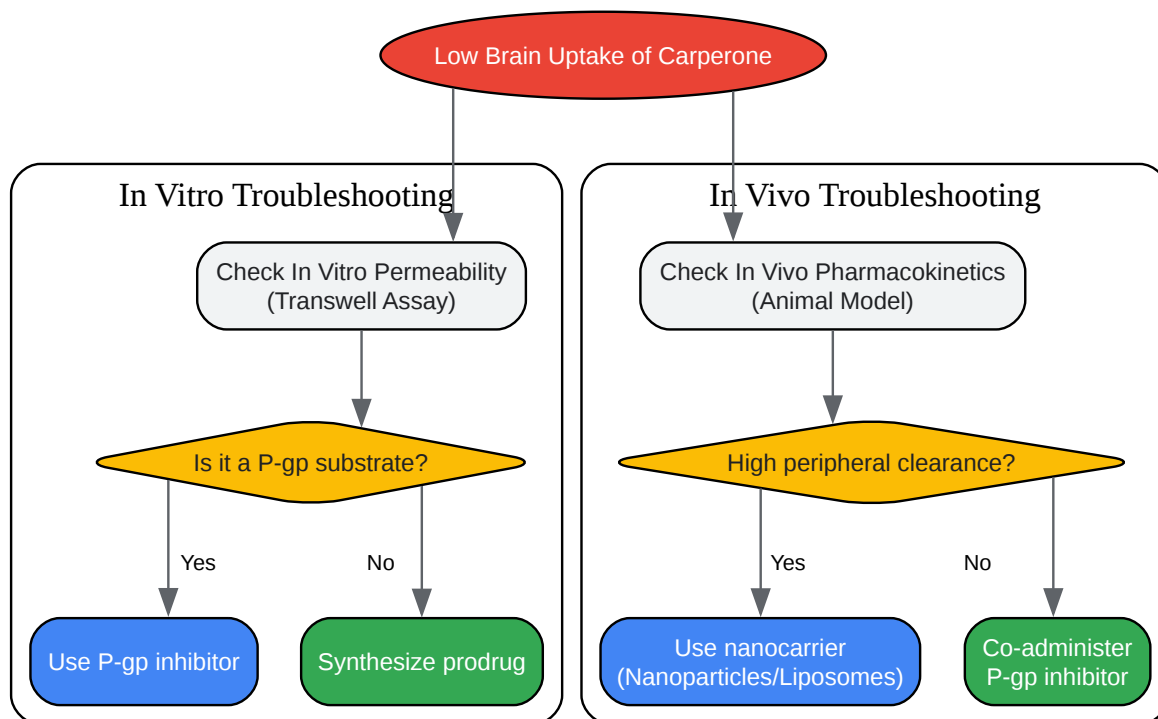 Low Brain Uptake of Carperone
In Vitro Troubleshooting
Check In Vitro Permeability
(Transwell Assay)
Is it a P-gp substrate?
Yes
No
Use P-gp inhibitor
Synthesize prodrug
In Vivo Troubleshooting
Check In Vivo Pharmacokinetics
(Animal Model)
High peripheral clearance?
Yes
No
Use nanocarrier
(Nanoparticles/Liposomes)
Co-administer
P-gp inhibitor